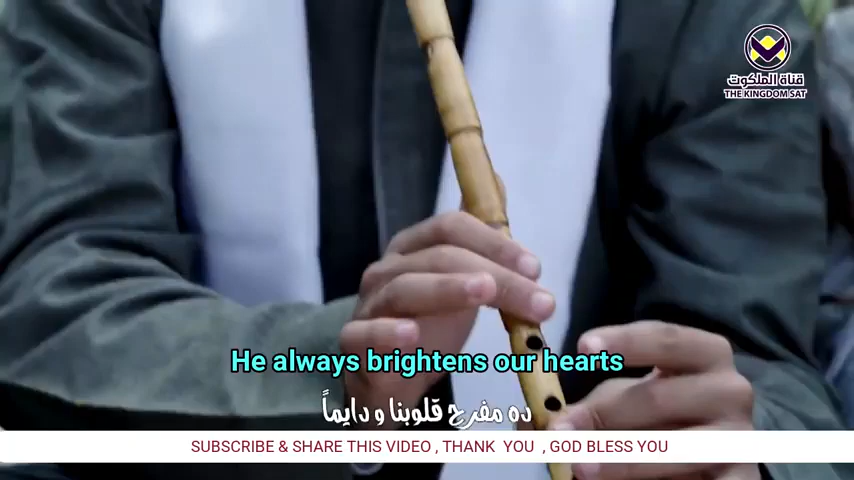 قناة الملكوت
THE KINGDOM SAT
He always brightens our hearts
ده مفرح قلوبنا و دايماً
SUBSCRIBE & SHARE THIS VIDEO , THANK YOU , GOD BLESS YOU